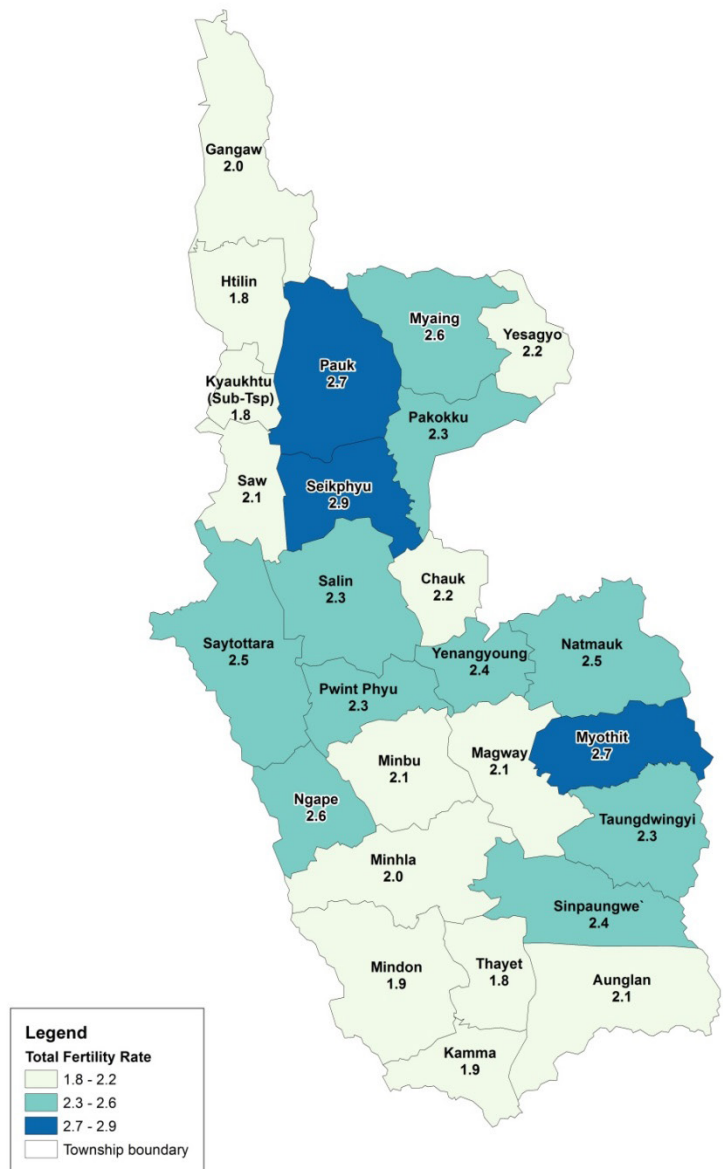 Gangaw
2.0
Htilin
1.8
Myaing
2.6
Yesagyo
2.2
Pauk
2.7
Kyaukhtu
(Sub-Tsp)
1.8
Pakokku
2.3
Saw
2.1
Seikphyu
2.9
Salin
2.3
Chauk
2.2
Saytottara
2.5
Yenangyoung
2.4
Natmauk
2.5
Pwint Phyu
2.3
Myothit
2.7
Minbu
2.1
Magway
2.1
Ngape
2.6
Taungdwingyi
2.3
Minhla
2.0
Sinpaungwe`
2.4
Mindon
1.9
Thayet
1.8
Aunglan
2.1
Kamma
1.9
Legend
Total Fertility Rate
1.8 - 2.2
2.3 - 2.6
2.7 - 2.9
Township boundary